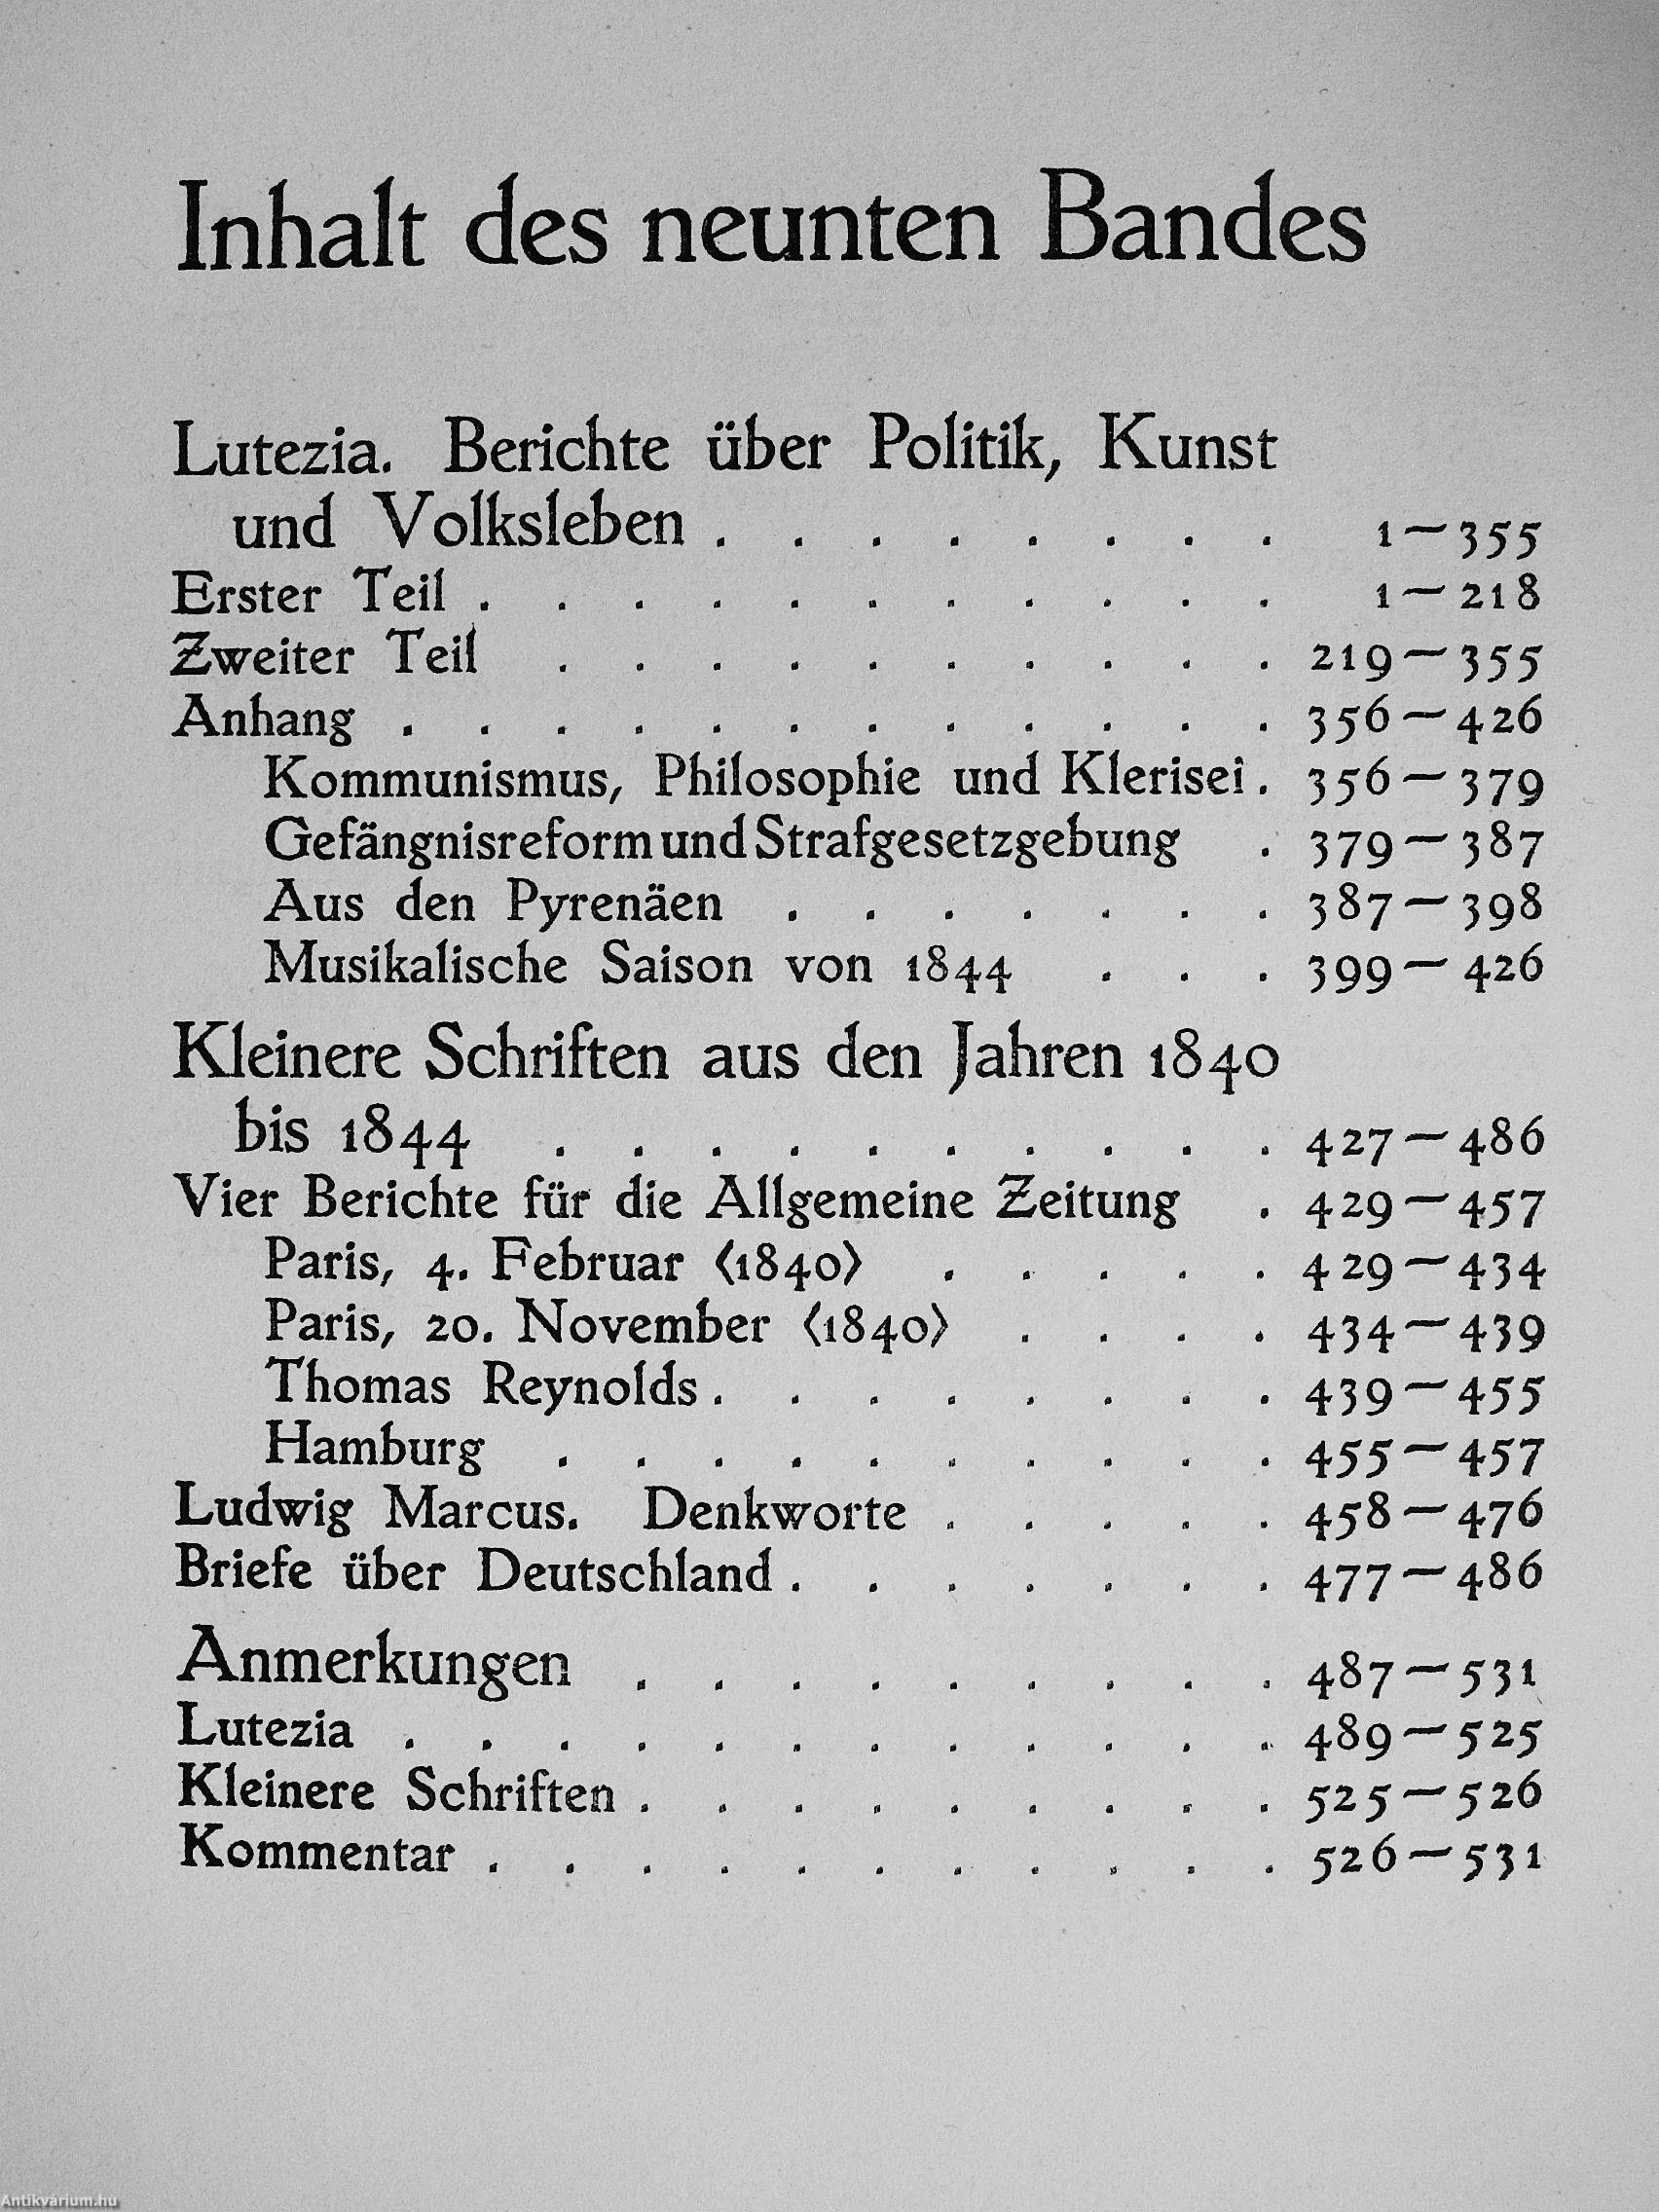 Inhalt des neunten Bandes
Lutezia. Berichte über Politik, Kunst
und Volksleben . . . . . . . . 1—355
Erster Teil . . . . . . . . . . . 1—218
Zweiter Teil . . . . . . . . . . 219—355
Anhang . . . . . . . . . . . . 356—426
Kommunismus, Philosophie und Klerisei . 356—379
Gefängnisreform und Strafgesetzgebung . 379—387
Aus den Pyrenäen . . . . . . . 387—398
Musikalische Saison von 1844 . . . 399—426
Kleinere Schriften aus den Jahren 1840
bis 1844 . . . . . . . . . . 427—486
Vier Berichte für die Allgemeine Zeitung . 429—457
Paris, 4. Februar ⟨1840⟩ . . . . . 429—434
Paris, 20. November ⟨1840⟩ . . . . 434—439
Thomas Reynolds . . . . . . . . 439—455
Hamburg . . . . . . . . . . 455—457
Ludwig Marcus. Denkworte . . . . . 458—476
Briefe über Deutschland . . . . . . . 477—486
Anmerkungen . . . . . . . . . 487—531
Lutezia . . . . . . . . . . . . 489—525
Kleinere Schriften . . . . . . . . . 525—526
Kommentar . . . . . . . . . . . 526—531
Antikvárium.hu